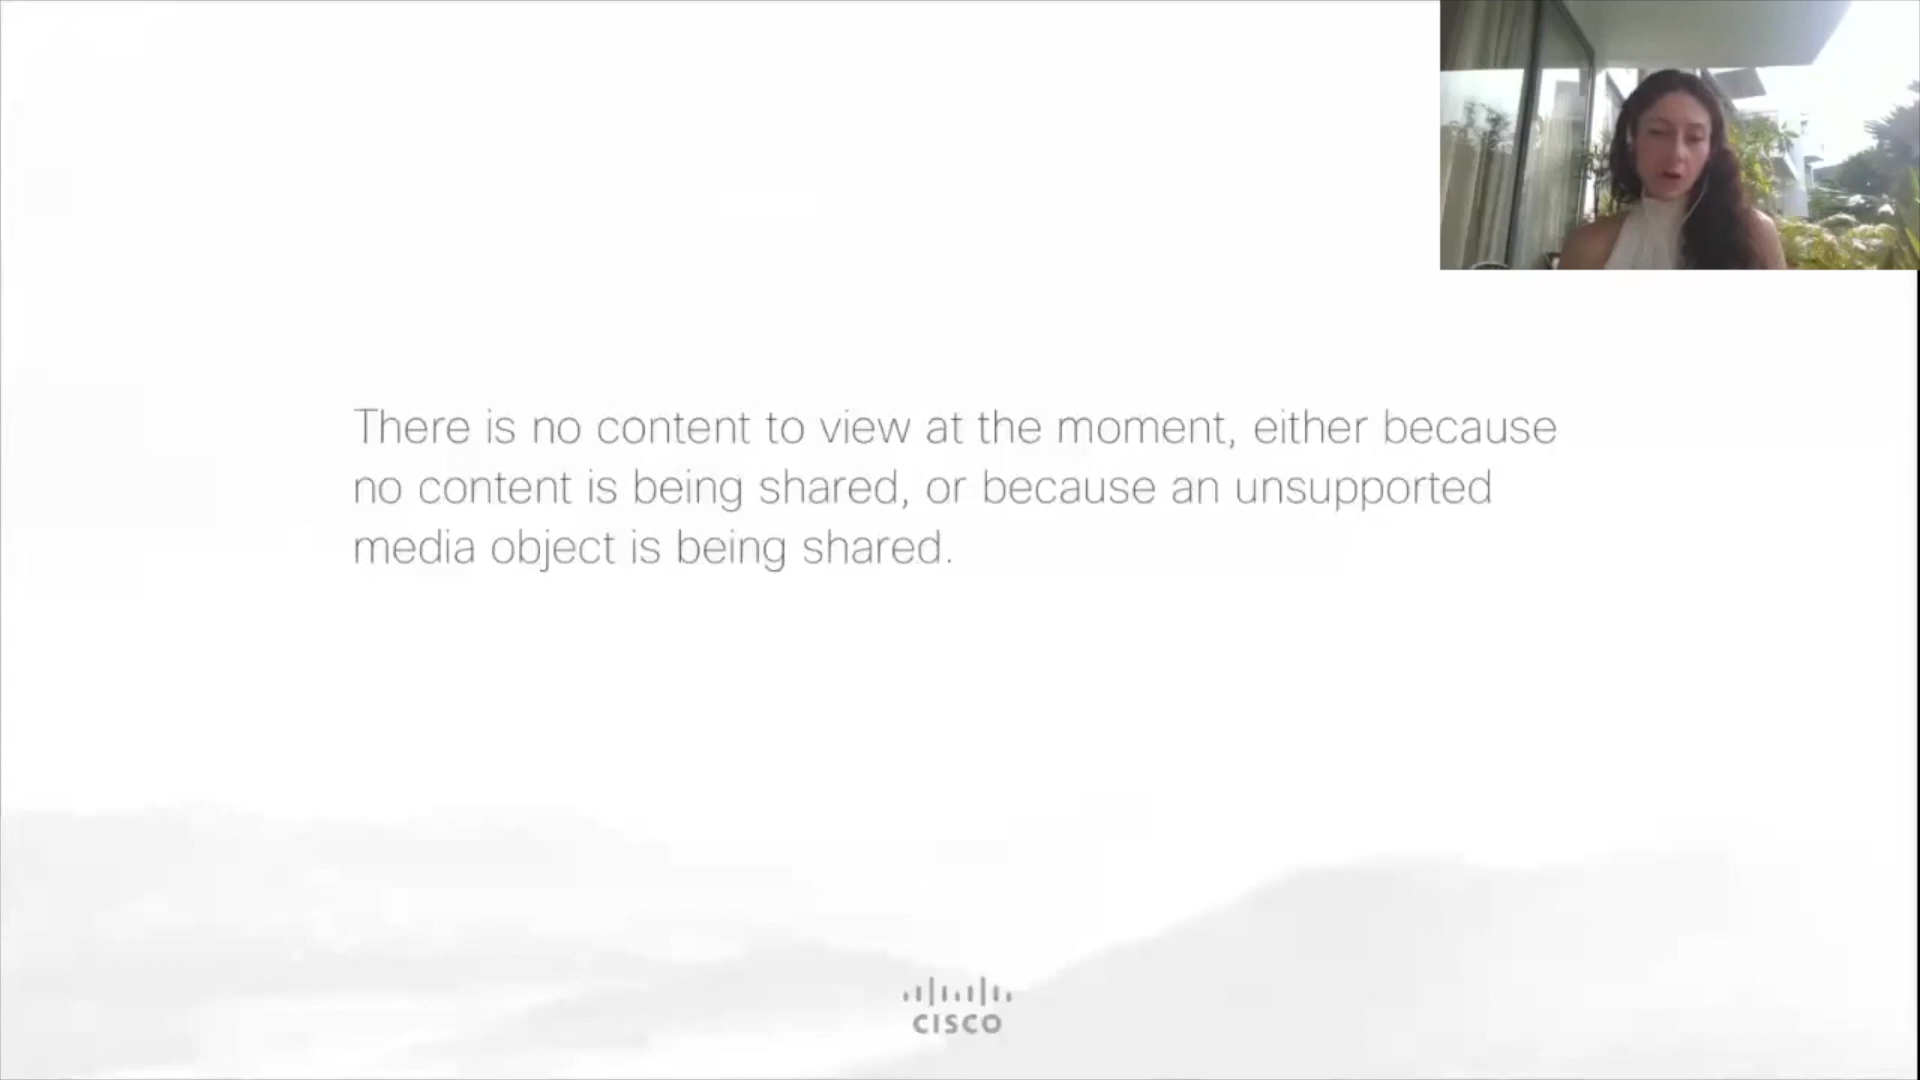 There is no content to view at the moment, either because
no content is being shared, or because an unsupported
media object is being shared.
CISCO